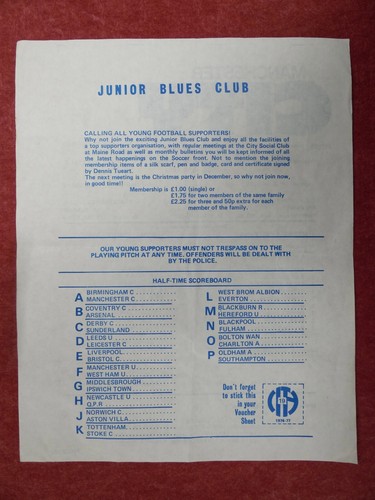 JUNIOR BLUES CLUB
CALLING ALL YOUNG FOOTBALL SUPPORTERS!
Why not join the exciting Junior Blues Club and enjoy all the facilities of
a top supporters organisation, with regular meetings at the City Social Club
at Maine Road as well as monthly bulletins you will be kept informed of all
the latest happenings on the Soccer front. Not to mention the joining
membership items of a silk scarf, pen and badge, card and certificate signed
by Dennis Tueart.
The next meeting is the Christmas party in December, so why not join now,
in good time!!
Membership is £1.00 (single) or
£1.75 for two members of the same family
£2.25 for three and 50p extra for each
member of the family.
OUR YOUNG SUPPORTERS MUST NOT TRESPASS ON TO THE
PLAYING PITCH AT ANY TIME. OFFENDERS WILL BE DEALT WITH
BY THE POLICE.
HALF-TIME SCOREBOARD
A BIRMINGHAM C . . . . . . . . . .
MANCHESTER C . . . . . . . . . .
B COVENTRY C . . . . . . . . . .
ARSENAL . . . . . . . . . .
C DERBY C . . . . . . . . . .
SUNDERLAND . . . . . . . . . .
D LEEDS U . . . . . . . . . .
LEICESTER C . . . . . . . . . .
E LIVERPOOL . . . . . . . . . .
BRISTOL C . . . . . . . . . .
F MANCHESTER U . . . . . . . . . .
WEST HAM U . . . . . . . . . .
G MIDDLESBROUGH . . . . . . . . . .
IPSWICH TOWN . . . . . . . . . .
H NEWCASTLE U . . . . . . . . . .
Q.P.R . . . . . . . . . .
J NORWICH C . . . . . . . . . .
ASTON VILLA . . . . . . . . . .
K TOTTENHAM . . . . . . . . . .
STOKE C . . . . . . . . . .
L WEST BROM ALBION . . . . . . .
EVERTON . . . . . . . . . .
M BLACKBURN R . . . . . . . . . .
HEREFORD U . . . . . . . . . .
N BLACKPOOL . . . . . . . . . .
FULHAM . . . . . . . . . .
O BOLTON WAN . . . . . . . . . .
CHARLTON A . . . . . . . . . .
P OLDHAM A . . . . . . . . . .
SOUTHAMPTON . . . . . . . . . .
Don't forget
to stick this
in your
Voucher
Sheet
1976-77